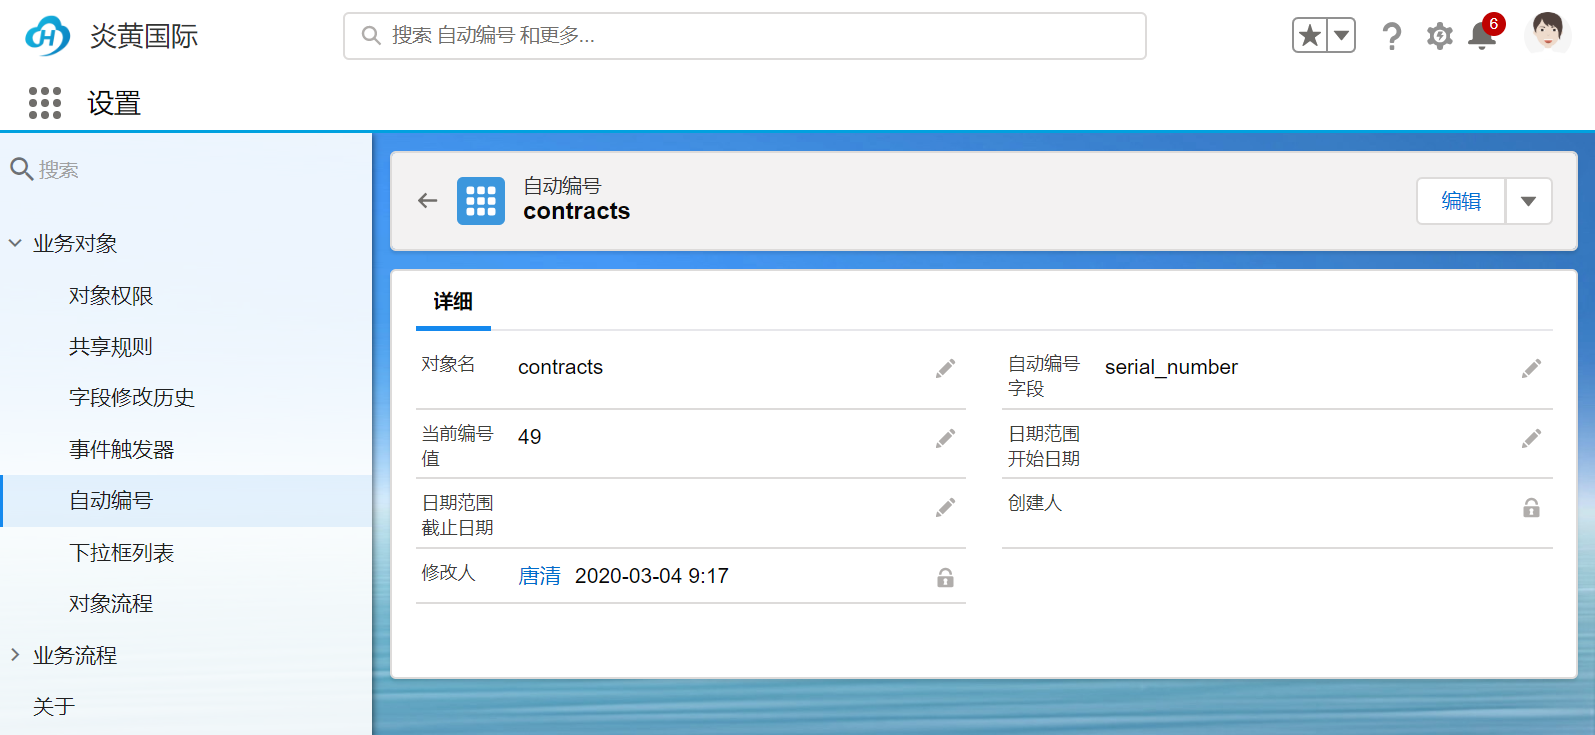 炎黄国际
搜索 自动编号 和更多...
6
设置
搜索
业务对象
对象权限
共享规则
字段修改历史
事件触发器
自动编号
下拉框列表
对象流程
业务流程
关于
自动编号
contracts
编辑
详细
对象名
contracts
自动编号
字段
serial_number
当前编号
值
49
日期范围
开始日期
日期范围
截止日期
创建人
修改人
唐清 2020-03-04 9:17